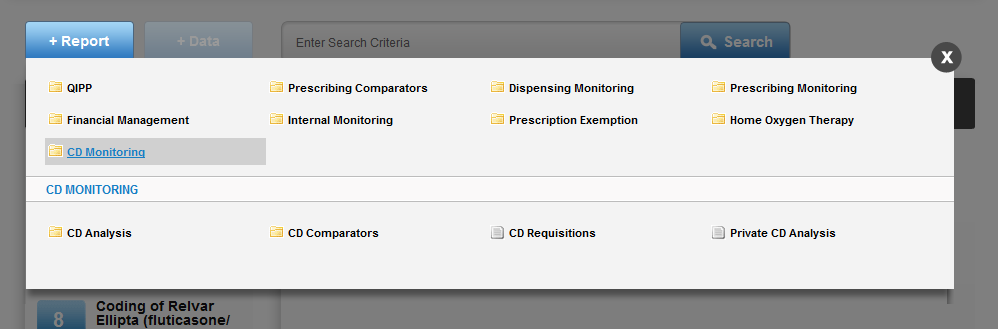 + Report
+ Data
Enter Search Criteria
Search
X
QIPP
Prescribing Comparators
Dispensing Monitoring
Prescribing Monitoring
Financial Management
Internal Monitoring
Prescription Exemption
Home Oxygen Therapy
CD Monitoring
CD MONITORING
CD Analysis
CD Comparators
CD Requisitions
Private CD Analysis
8
Coding of Relvar
Ellipta (fluticasone/